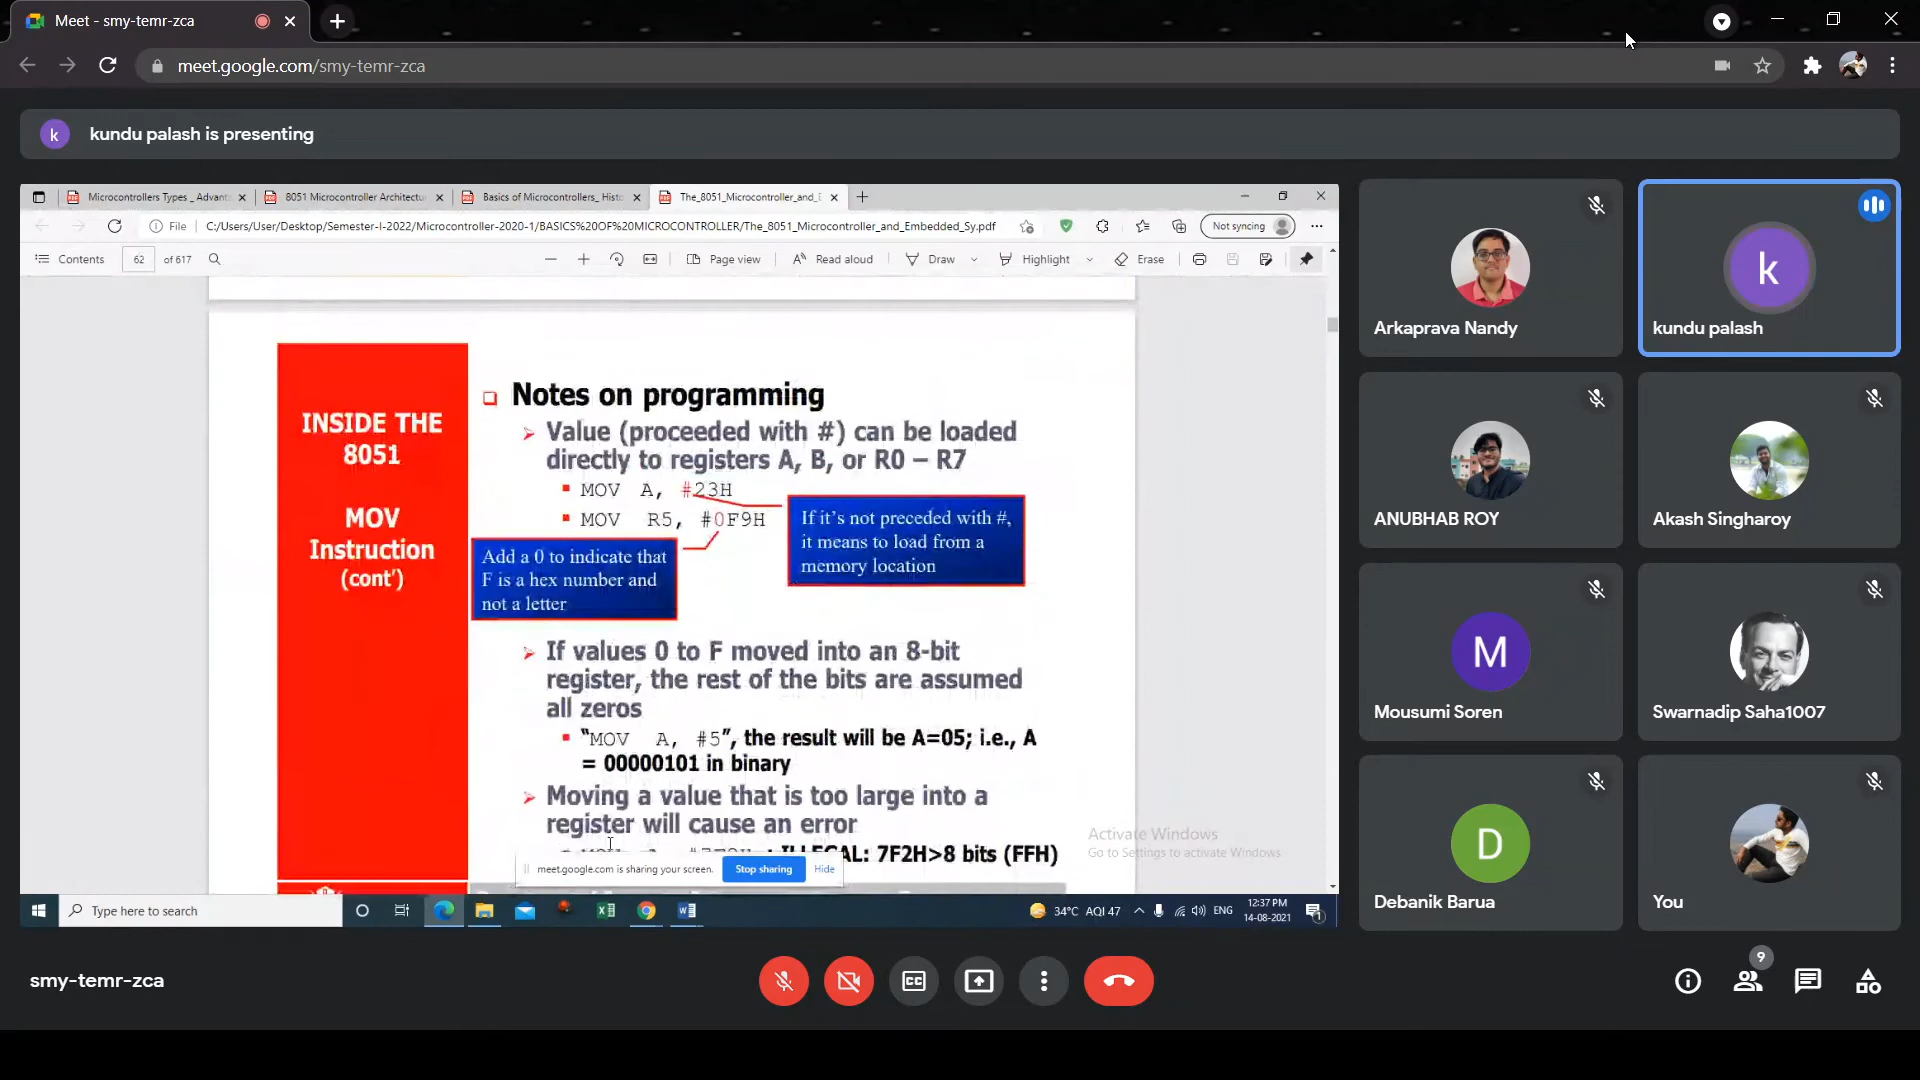 Meet - smy-temr-zca
meet.google.com/smy-temr-zca
k kundu palash is presenting
Microcontrollers Types _ Advanta
8051 Microcontroller Architectu
Basics of Microcontrollers_ Histo
The_8051_Microcontroller_and_E
File C:/Users/User/Desktop/Semester-I-2022/Microcontroller-2020-1/BASICS%20OF%20MICROCONTROLLER/The_8051_Microcontroller_and_Embedded_Sy.pdf
Not syncing
Contents 62 of 617
Page view
Read aloud
Draw
Highlight
Erase
INSIDE THE
8051
MOV
Instruction
(cont')
Notes on programming
Value (proceeded with #) can be loaded
directly to registers A, B, or R0 – R7
MOV A, #23H
MOV R5, #0F9H
If it's not preceded with #,
it means to load from a
memory location
Add a 0 to indicate that
F is a hex number and
not a letter
If values 0 to F moved into an 8-bit
register, the rest of the bits are assumed
all zeros
"MOV A, #5", the result will be A=05; i.e., A
= 00000101 in binary
Moving a value that is too large into a
register will cause an error
7F2H>8 bits (FFH)
Activate Windows
Go to Settings to activate Windows.
meet.google.com is sharing your screen.
Stop sharing
Hide
Type here to search
34°C AQI 47
ENG
12:37 PM
14-08-2021
1
Arkaprava Nandy
k
kundu palash
ANUBHAB ROY
Akash Singharoy
M
Mousumi Soren
Swarnadip Saha1007
D
Debanik Barua
You
smy-temr-zca
CC
9